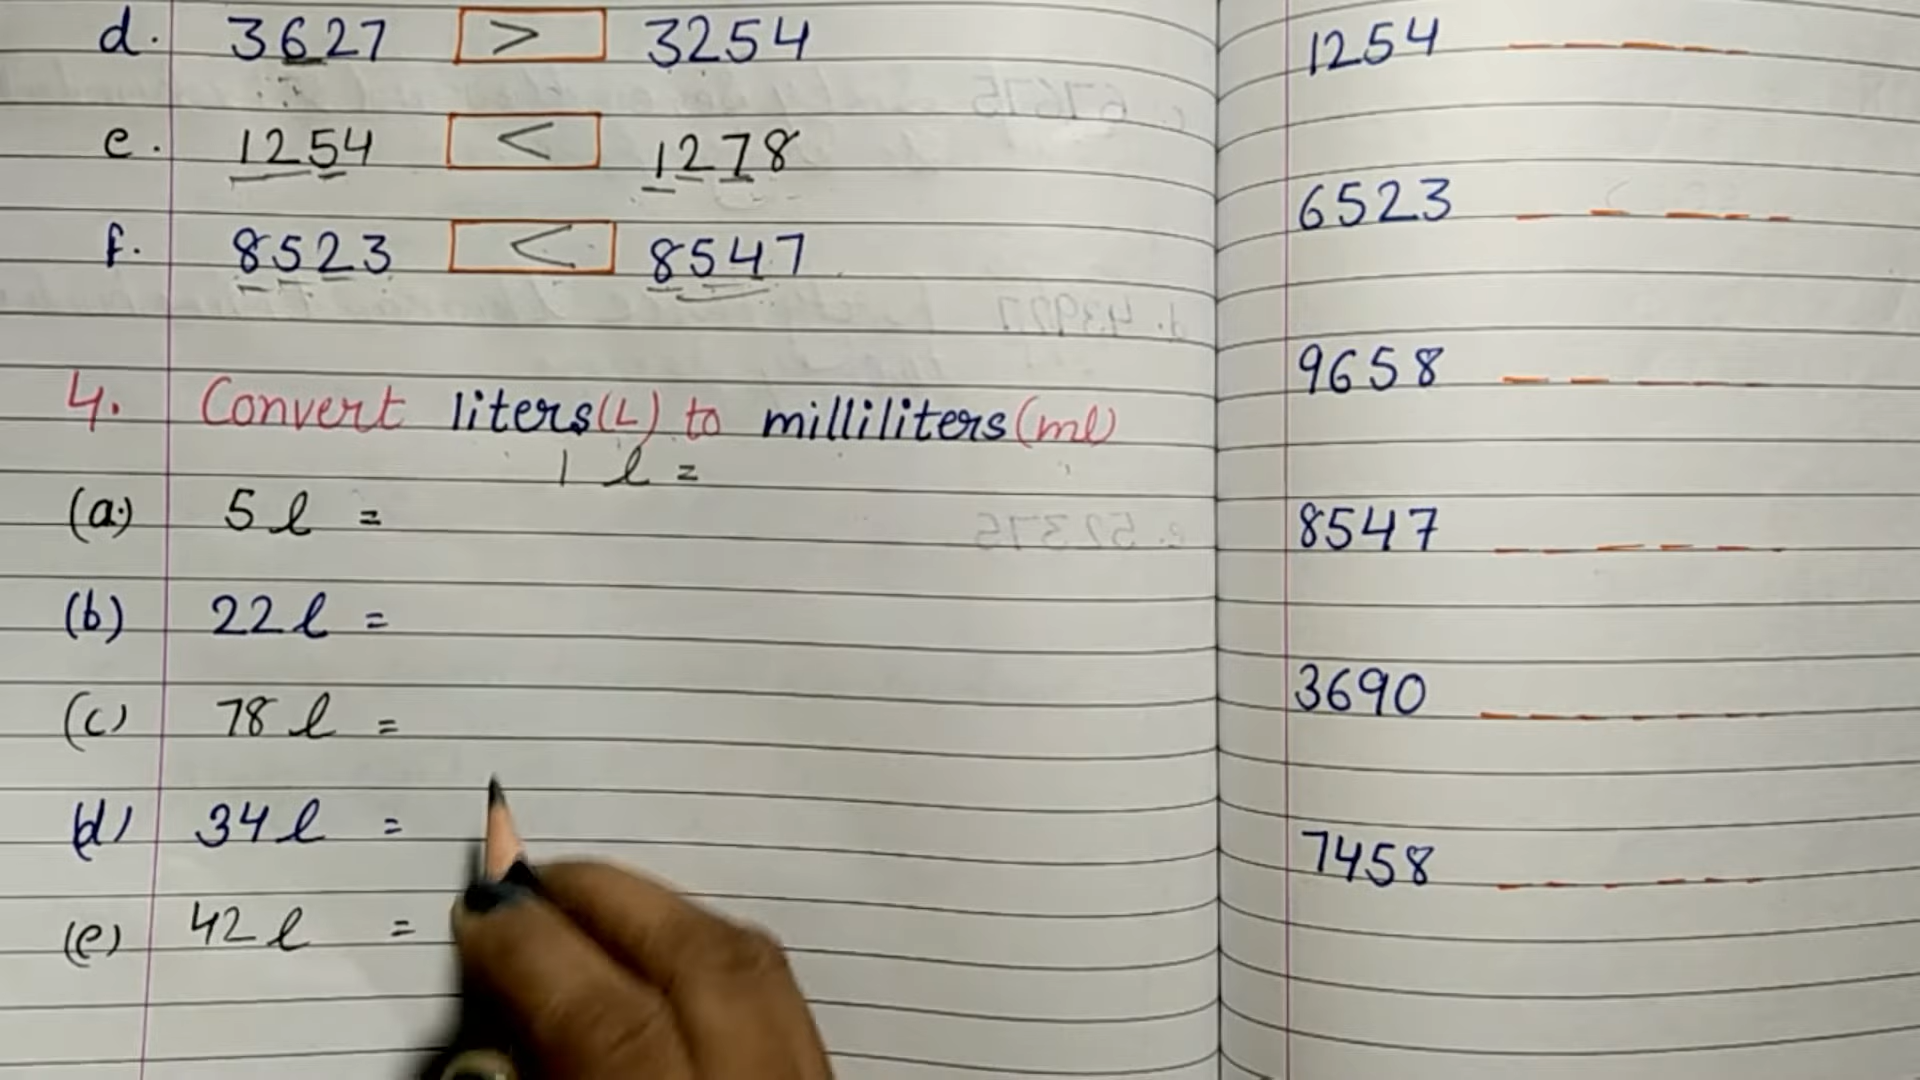 d. 3627 > 3254
e. 1254 < 1278
f. 8523 < 8547
4. Convert liters(L) to milliliters(ml)
1 l =
(a) 5 l =
(b) 22 l =
(c) 78 l =
(d) 34 l =
(e) 42 l =
1254
6523
9658
8547
3690
7458